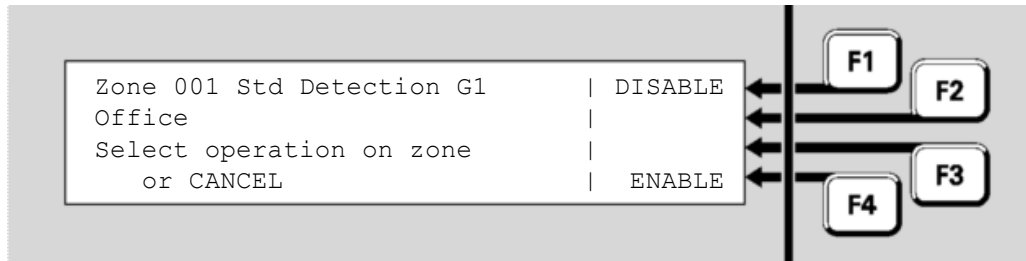 Zone 001 Std Detection G1 | DISABLE
Office |
Select operation on zone |
or CANCEL | ENABLE
F1
F2
F3
F4